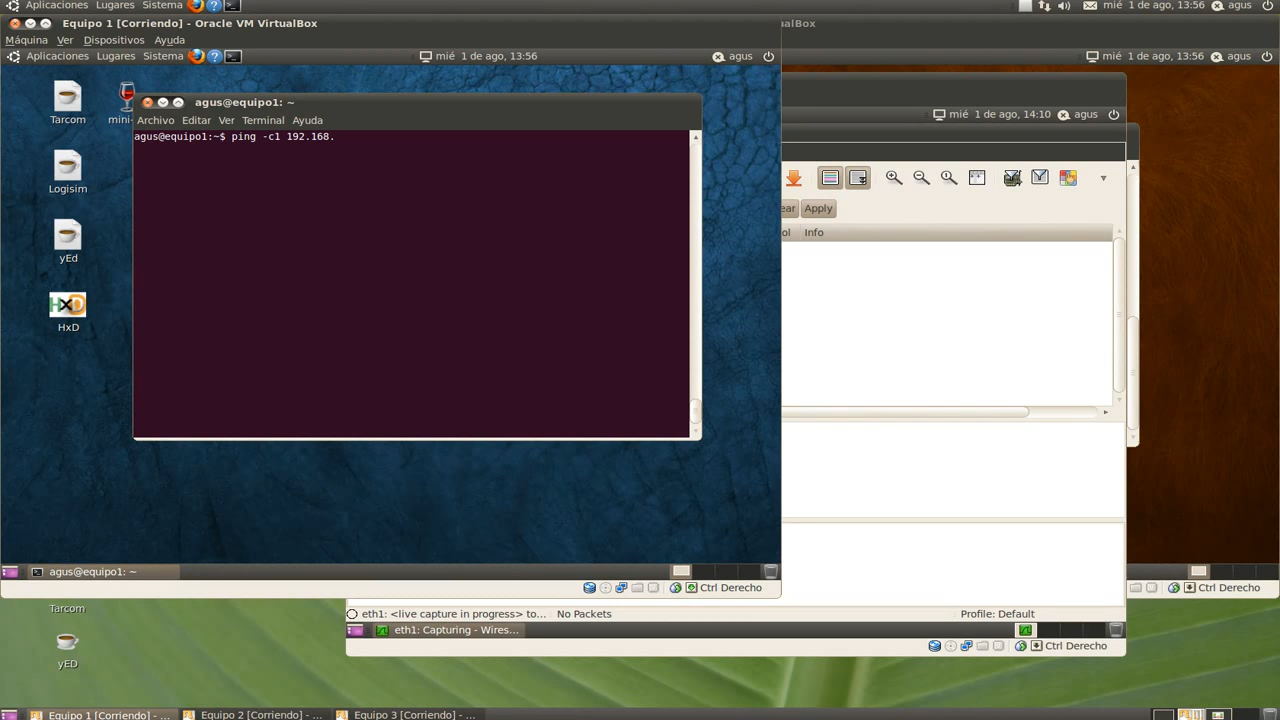 Aplicaciones Lugares Sistema mié 1 de ago, 13:56 agus
Equipo 1 [Corriendo] - Oracle VM VirtualBox
Máquina Ver Dispositivos Ayuda
Aplicaciones Lugares Sistema mié 1 de ago, 13:56 agus
Tarcom
mini-
Logisim
yEd
HxD
agus@equipo1: ~
Archivo Editar Ver Terminal Ayuda
agus@equipo1:~$ ping -c1 192.168.
agus@equipo1: ~
Ctrl Derecho
alBox
mié 1 de ago, 13:56 agus
mié 1 de ago, 14:10 agus
ear Apply
ol Info
Ctrl Derecho
eth1: <live capture in progress> to... No Packets Profile: Default
eth1: Capturing - Wires...
Ctrl Derecho
Tarcom
yED
Equipo 1 [Corriendo] - ... Equipo 2 [Corriendo] - ... Equipo 3 [Corriendo] - ...